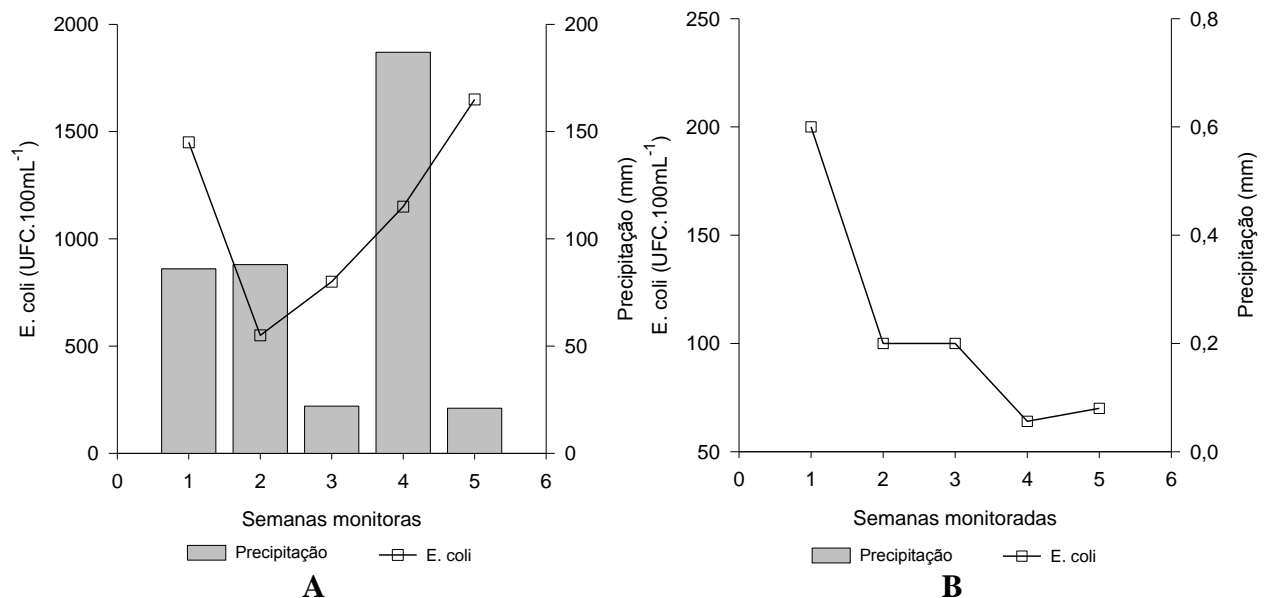 E. coli (UFC.100mL⁻¹)
2000
1500
1000
500
0
200
150
100
50
0
Precipitação (mm)
0 1 2 3 4 5 6
Semanas monitoras
Precipitação E. coli
A
E. coli (UFC.100mL⁻¹)
250
200
150
100
50
0,8
0,6
0,4
0,2
0,0
Precipitação (mm)
0 1 2 3 4 5 6
Semanas monitoradas
Precipitação E. coli
B